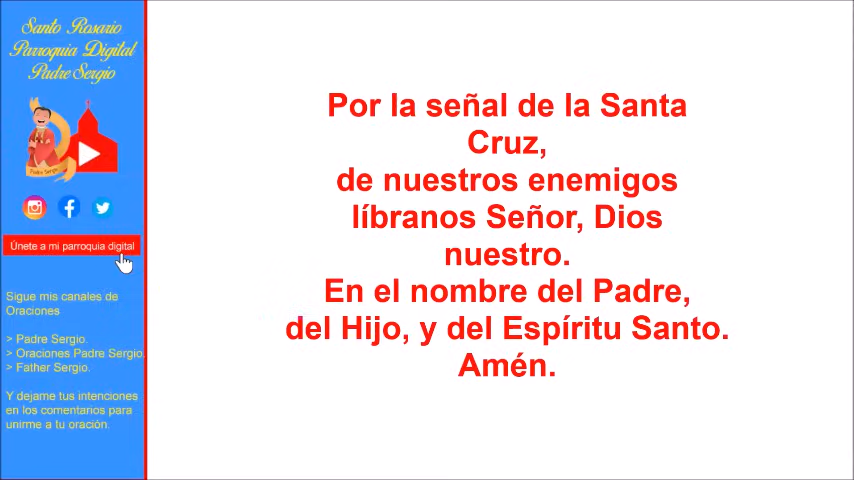 Santo Rosario
Parroquia Digital
Padre Sergio
Padre Sergio
Únete a mi parroquia digital
Sigue mis canales de
Oraciones
> Padre Sergio.
> Oraciones Padre Sergio.
> Father Sergio.
Y dejame tus intenciones
en los comentarios para
unirme a tu oración.
Por la señal de la Santa
Cruz,
de nuestros enemigos
líbranos Señor, Dios
nuestro.
En el nombre del Padre,
del Hijo, y del Espíritu Santo.
Amén.